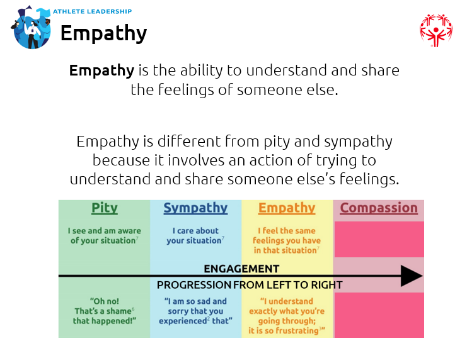 ATHLETE LEADERSHIP
Empathy
Empathy is the ability to understand and share
the feelings of someone else.
Empathy is different from pity and sympathy
because it involves an action of trying to
understand and share someone else's feelings.
Pity Sympathy Empathy Compassion
I see and am aware
of your situation
I care about
your situation
I feel the same
feelings you have
in that situation
ENGAGEMENT
PROGRESSION FROM LEFT TO RIGHT
"Oh no!
That's a shame
that happened!"
"I am so sad and
sorry that you
experienced that"
"I understand
exactly what you're
going through;
it is so frustrating"